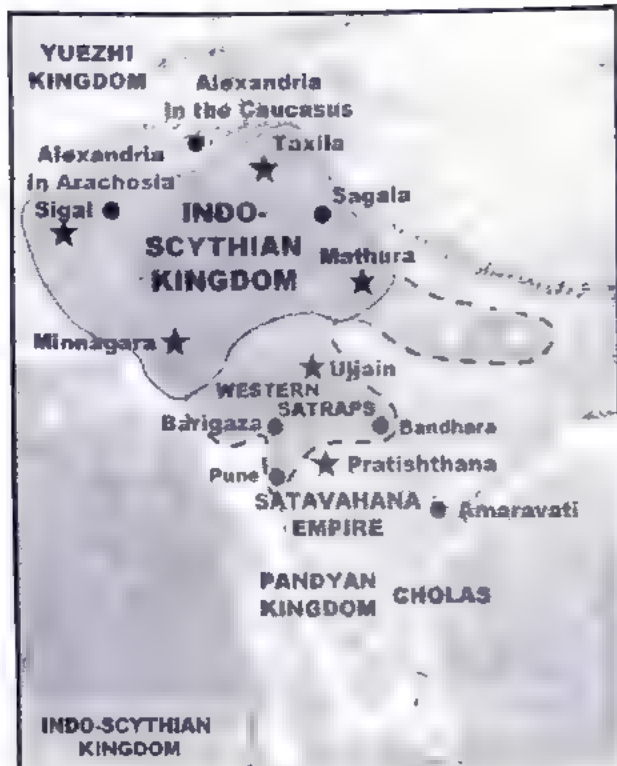 YUEZHI
KINGDOM
Alexandria
in the Caucasus
Taxila
Alexandria
in Arachosia
Sigal
Sagala
INDO-
SCYTHIAN
KINGDOM
Mathura
Minnagara
Ujjain
WESTERN
SATRAPS
Barigaza
Bandhara
Pune
Pratishthana
SATAVAHANA
EMPIRE
Amaravati
PANDYAN
KINGDOM
CHOLAS
INDO-SCYTHIAN
KINGDOM